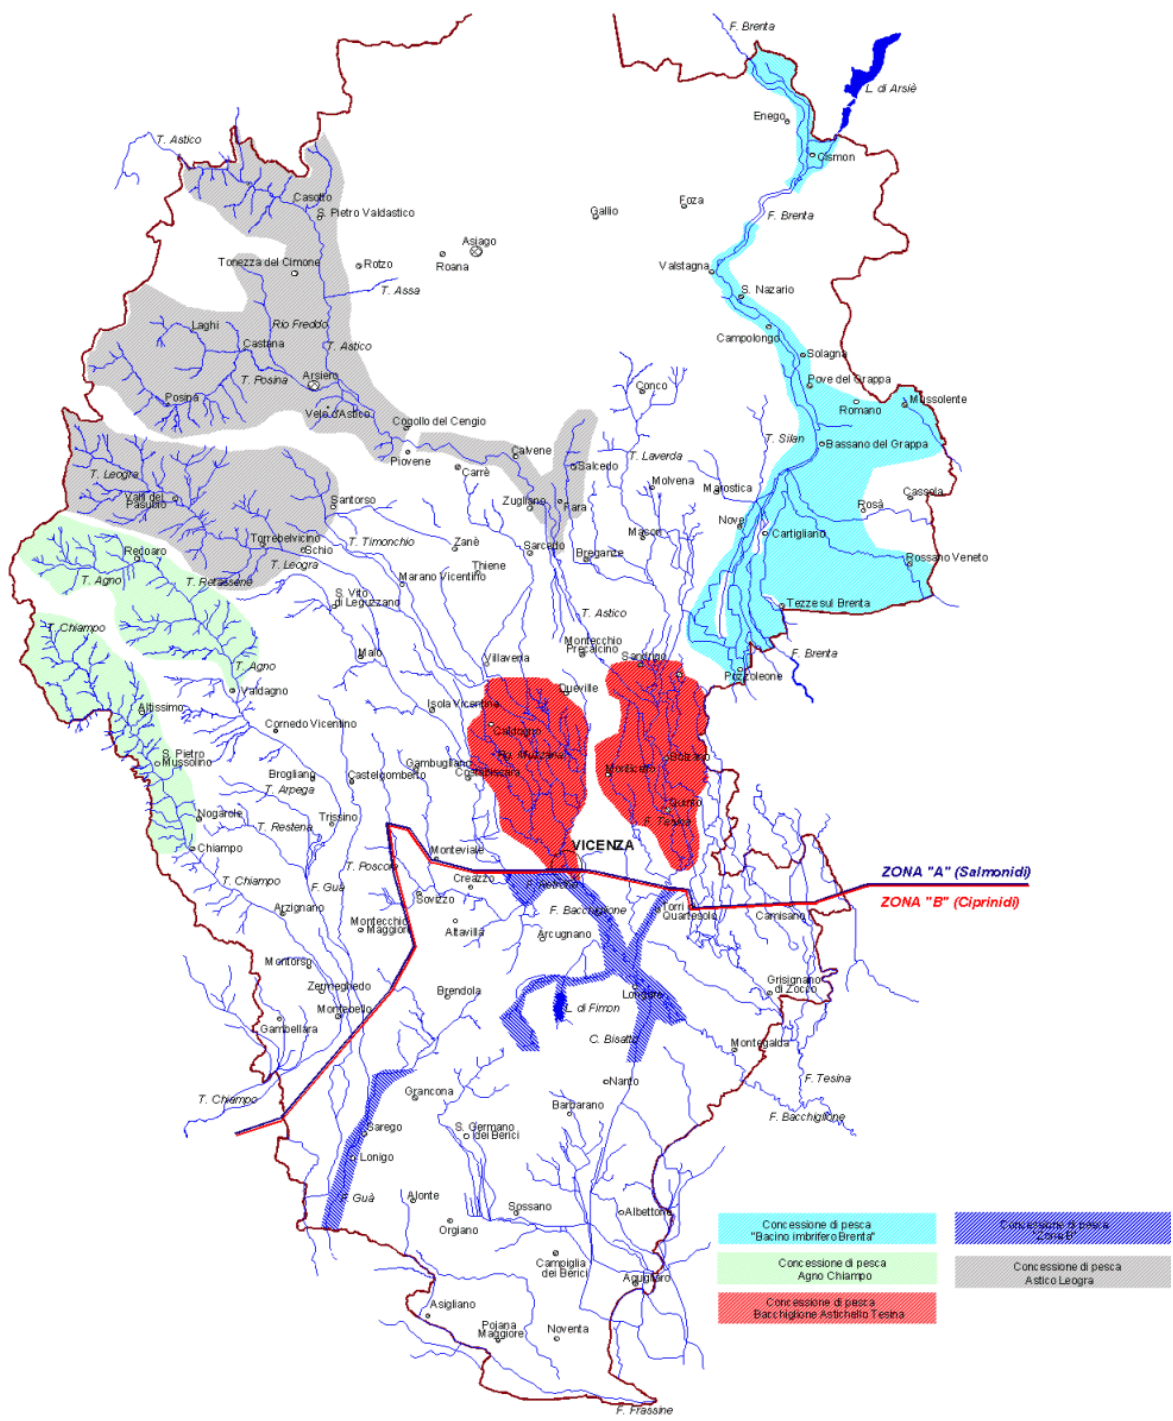 F. Brenta
L. di Arsiè
Enego
T. Astico
Cismon
Casotto
S. Pietro Valdastico
Foza
Gallio
F. Brenta
Asiago
Roana
Rotzo
Tonezza del Cimone
Valstagna
T. Assa
S. Nazario
Laghi
Rio Freddo
Campolongo
Castana
T. Astico
Solagna
T. Posina
Arsiero
Pove del Grappa
Conco
Posina
Velo d'Astico
Romano
Mussolente
Cogollo del Cengio
T. Silan
Bassano del Grappa
Calvene
T. Laverda
Piovene
Carrè
Salcedo
T. Leogra
Molvena
Marostica
Valli del
Pasubio
Santorso
Zugliano
Fara
Cassola
Rosà
Nove
Cartigliano
Mason
T. Timonchio
Torrebelvicino
Schio
Zanè
Sarcedo
Breganze
Recoaro
T. Leogra
Thiene
Rossano Veneto
T. Agno
T. Retassene
Marano Vicentino
S. Vito
di Leguzzano
T. Astico
Tezze sul Brenta
T. Chiampo
Montecchio
Precalcino
Malo
Villaverla
Sandrigo
F. Brenta
T. Agno
Pozzoleone
Valdagno
Dueville
Altissimo
Isola Vicentina
Cornedo Vicentino
Caldogno
S. Pietro
Mussolino
Gambugliano
Bolzano
Brogliano
Castelgomberto
Costabissara
Monticello
T. Arpega
Nogarole
Trissino
Quinto
T. Restena
F. Tesina
Chiampo
VICENZA
Monteviale
T. Poscola
ZONA "A" (Salmonidi)
T. Chiampo
F. Guà
Creazzo
F. Retrone
Sovizzo
ZONA "B" (Ciprinidi)
Arzignano
F. Bacchiglione
Torri
Quartesolo
Camisano
Montecchio
Maggiore
Altavilla
Arcugnano
Montorso
Grisignano
di Zocco
Zermeghedo
Brendola
Longare
Montebello
L. di Fimon
Gambellara
C. Bisatto
Montegalda
Nanto
F. Tesina
T. Chiampo
Grancona
Barbarano
F. Bacchiglione
Sarego
S. Germano
dei Berici
Lonigo
F. Guà
Alonte
Sossano
Albettone
Orgiano
Campiglia
dei Berici
Agugliaro
Asigliano
Pojana
Maggiore
Noventa
F. Frassine
Concessione di pesca
"Bacino imbrifero Brenta"
Concessione di pesca
"Zona B"
Concessione di pesca
Agno Chiampo
Concessione di pesca
Astico Leogra
Concessione di pesca
Bacchiglione Astichello Tesina